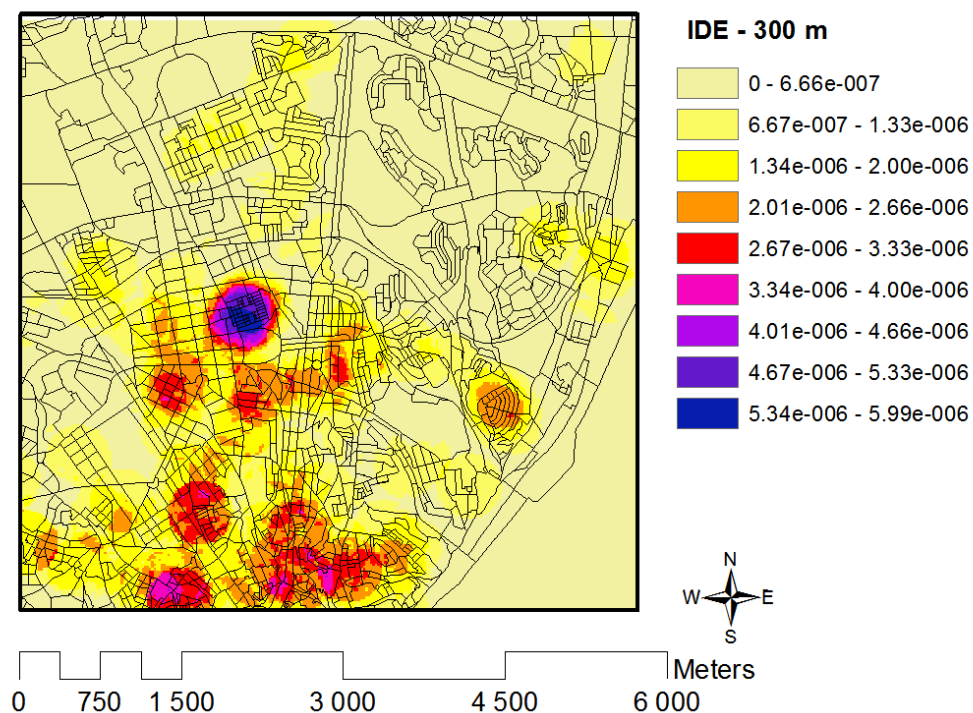 IDE - 300 m
0 - 6.66e-007
6.67e-007 - 1.33e-006
1.34e-006 - 2.00e-006
2.01e-006 - 2.66e-006
2.67e-006 - 3.33e-006
3.34e-006 - 4.00e-006
4.01e-006 - 4.66e-006
4.67e-006 - 5.33e-006
5.34e-006 - 5.99e-006
N
W E
S
Meters
0 750 1 500 3 000 4 500 6 000